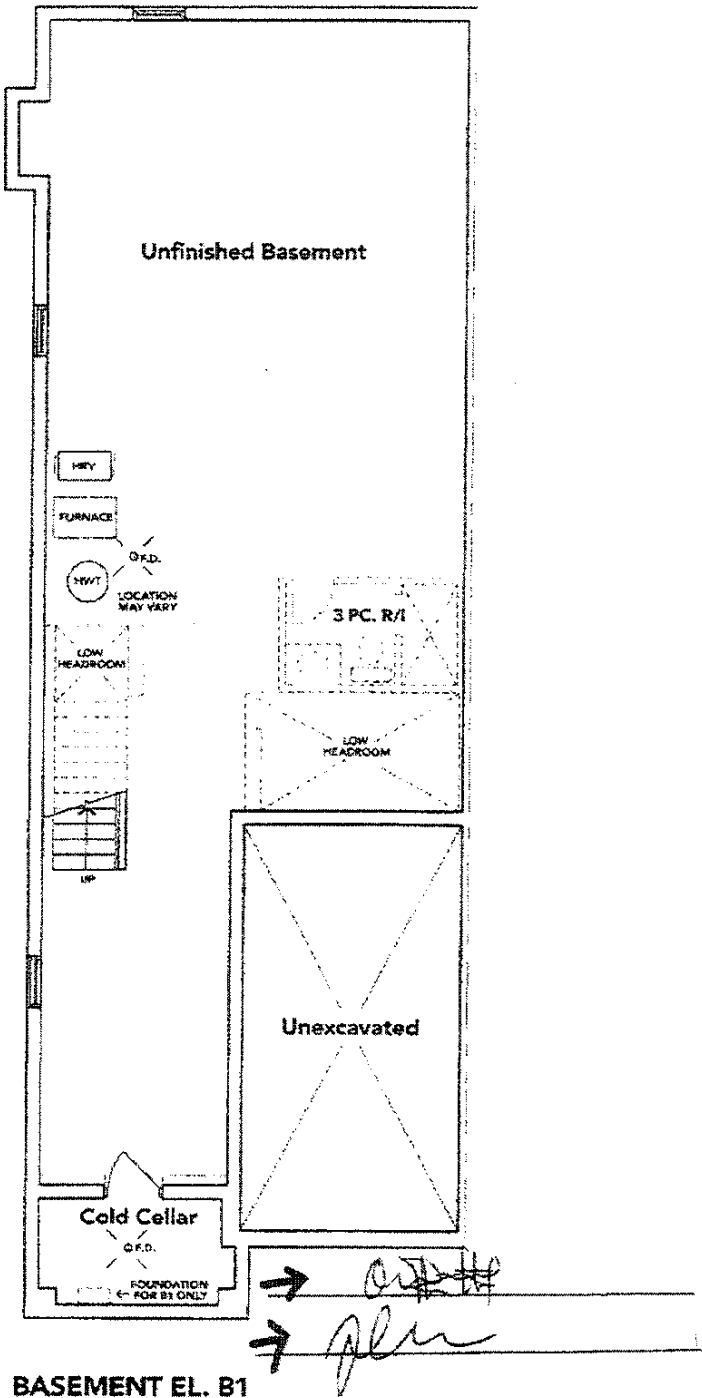 Unfinished Basement
HRV
FURNACE
F.D.
HWT
LOCATION
MAY VARY
3 PC. R/I
LOW
HEADROOM
LOW
HEADROOM
UP
Unexcavated
Cold Cellar
F.D.
FOUNDATION
FOR B1 ONLY
BASEMENT EL. B1